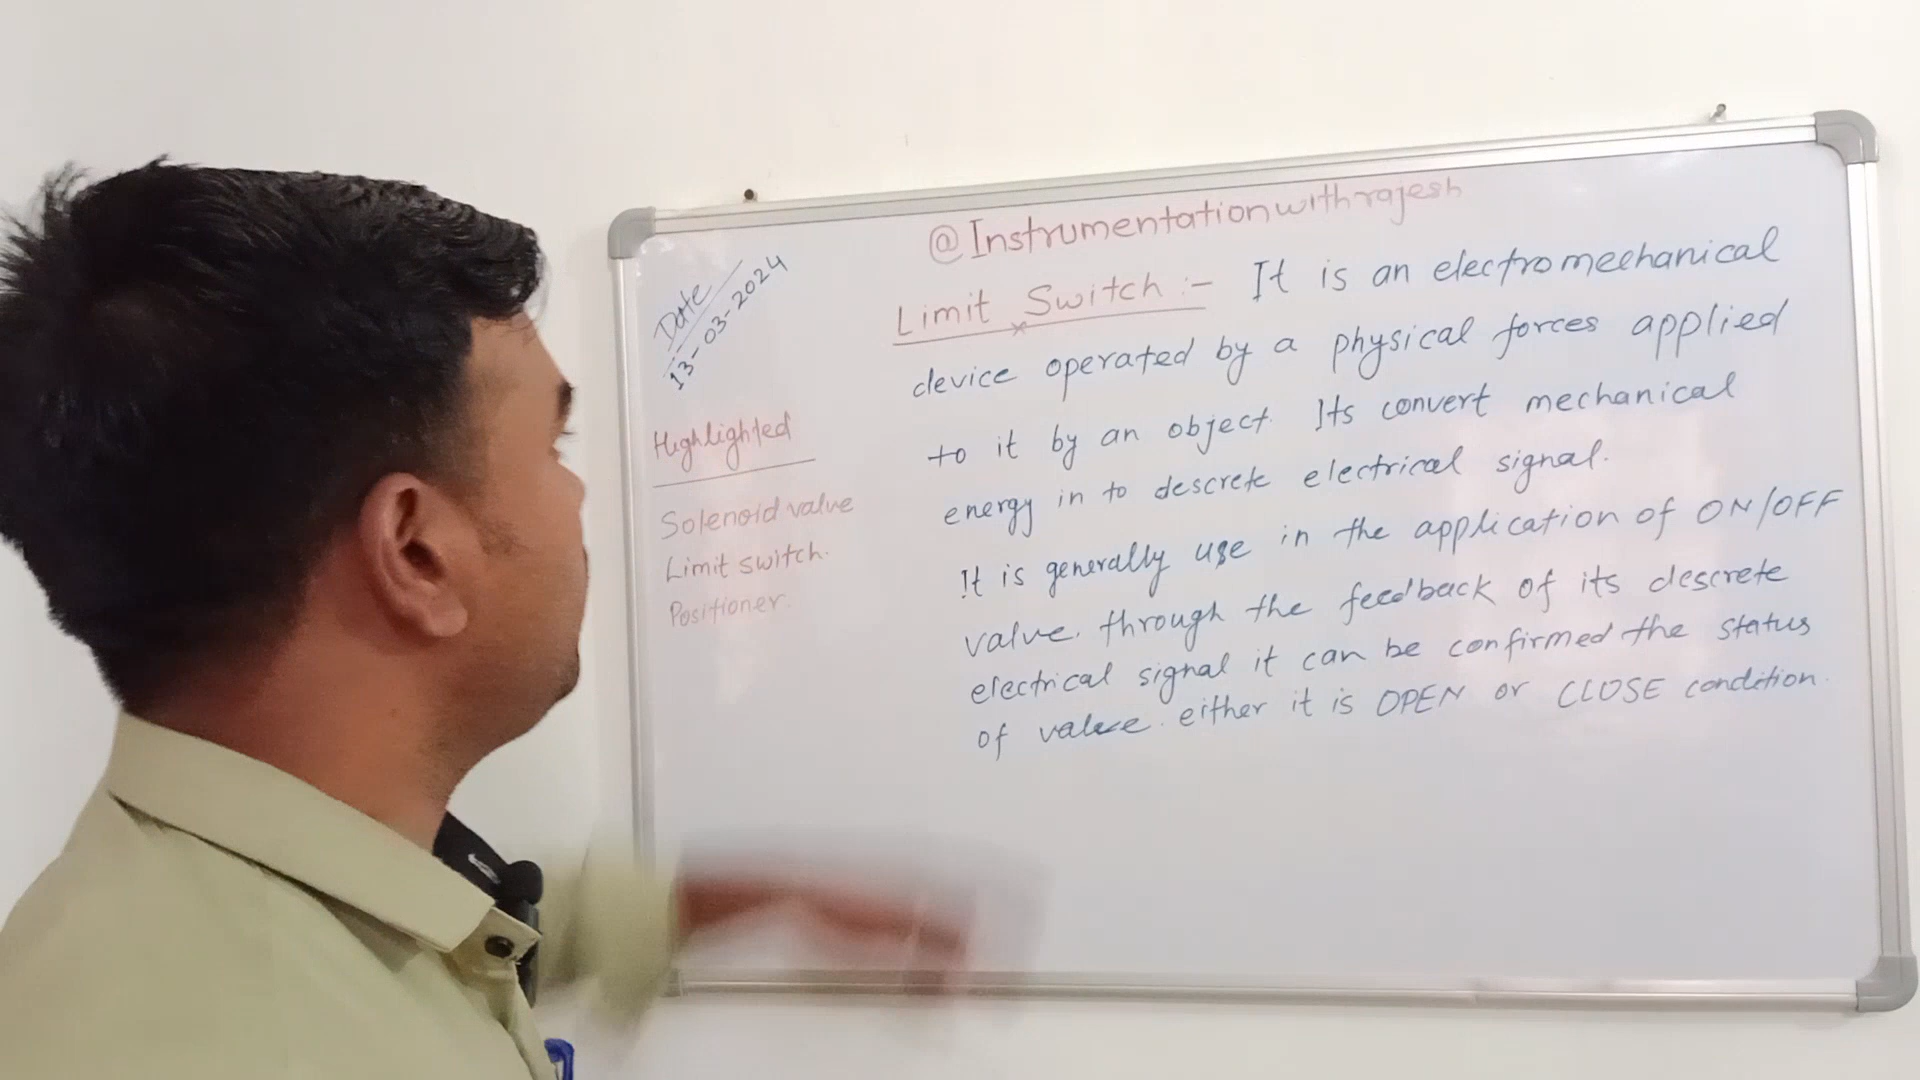 @Instrumentationwithrajesh
Date
13-03-2024
Highlighted
Solenoid valve
Limit switch.
Positioner.
Limit Switch :- It is an electromechanical
device operated by a physical forces applied
to it by an object. Its convert mechanical
energy in to descrete electrical signal.
It is generally use in the application of ON/OFF
valve. through the feedback of its descrete
electrical signal it can be confirmed the status
of valve. either it is OPEN or CLOSE condition.